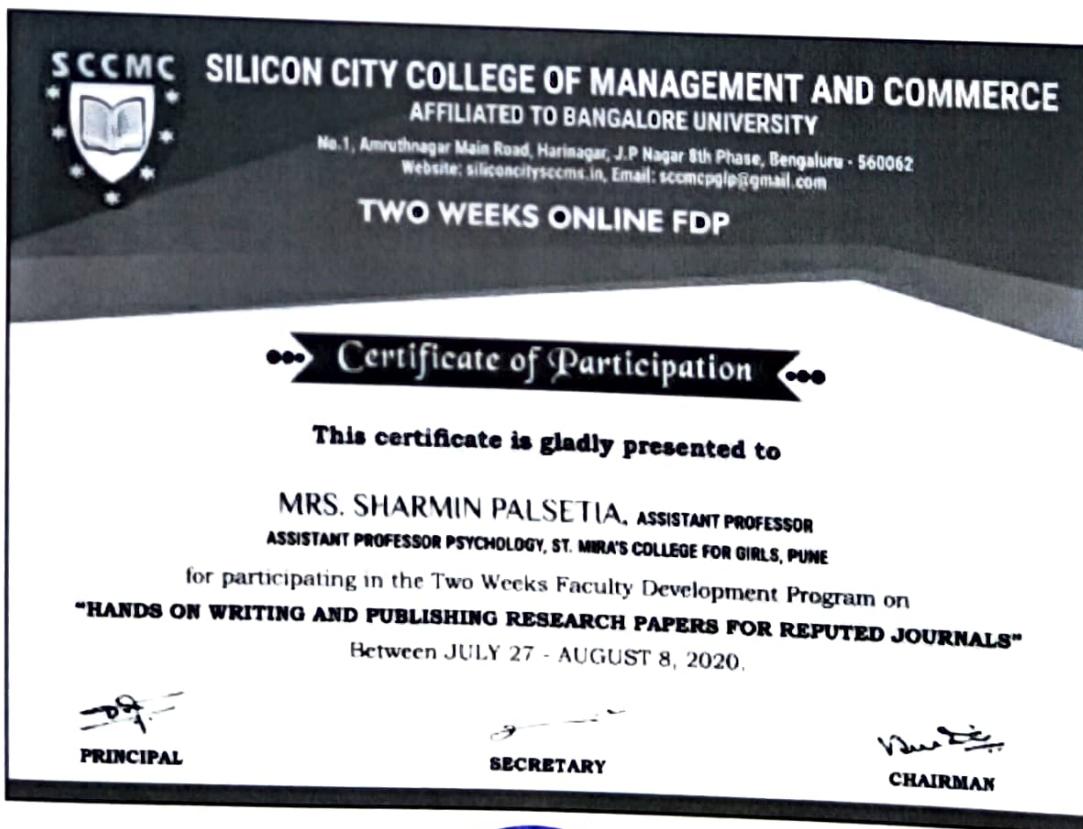 SCCMC
SILICON CITY COLLEGE OF MANAGEMENT AND COMMERCE
AFFILIATED TO BANGALORE UNIVERSITY
No.1, Amruthnagar Main Road, Harinagar, J.P Nagar 8th Phase, Bengaluru - 560062
Website: siliconcitysccms.in, Email: sccmcpglp@gmail.com
TWO WEEKS ONLINE FDP
Certificate of Participation
This certificate is gladly presented to
MRS. SHARMIN PALSETIA, ASSISTANT PROFESSOR
ASSISTANT PROFESSOR PSYCHOLOGY, ST. MIRA'S COLLEGE FOR GIRLS, PUNE
for participating in the Two Weeks Faculty Development Program on
"HANDS ON WRITING AND PUBLISHING RESEARCH PAPERS FOR REPUTED JOURNALS"
Between JULY 27 - AUGUST 8, 2020.
PRINCIPAL
SECRETARY
CHAIRMAN